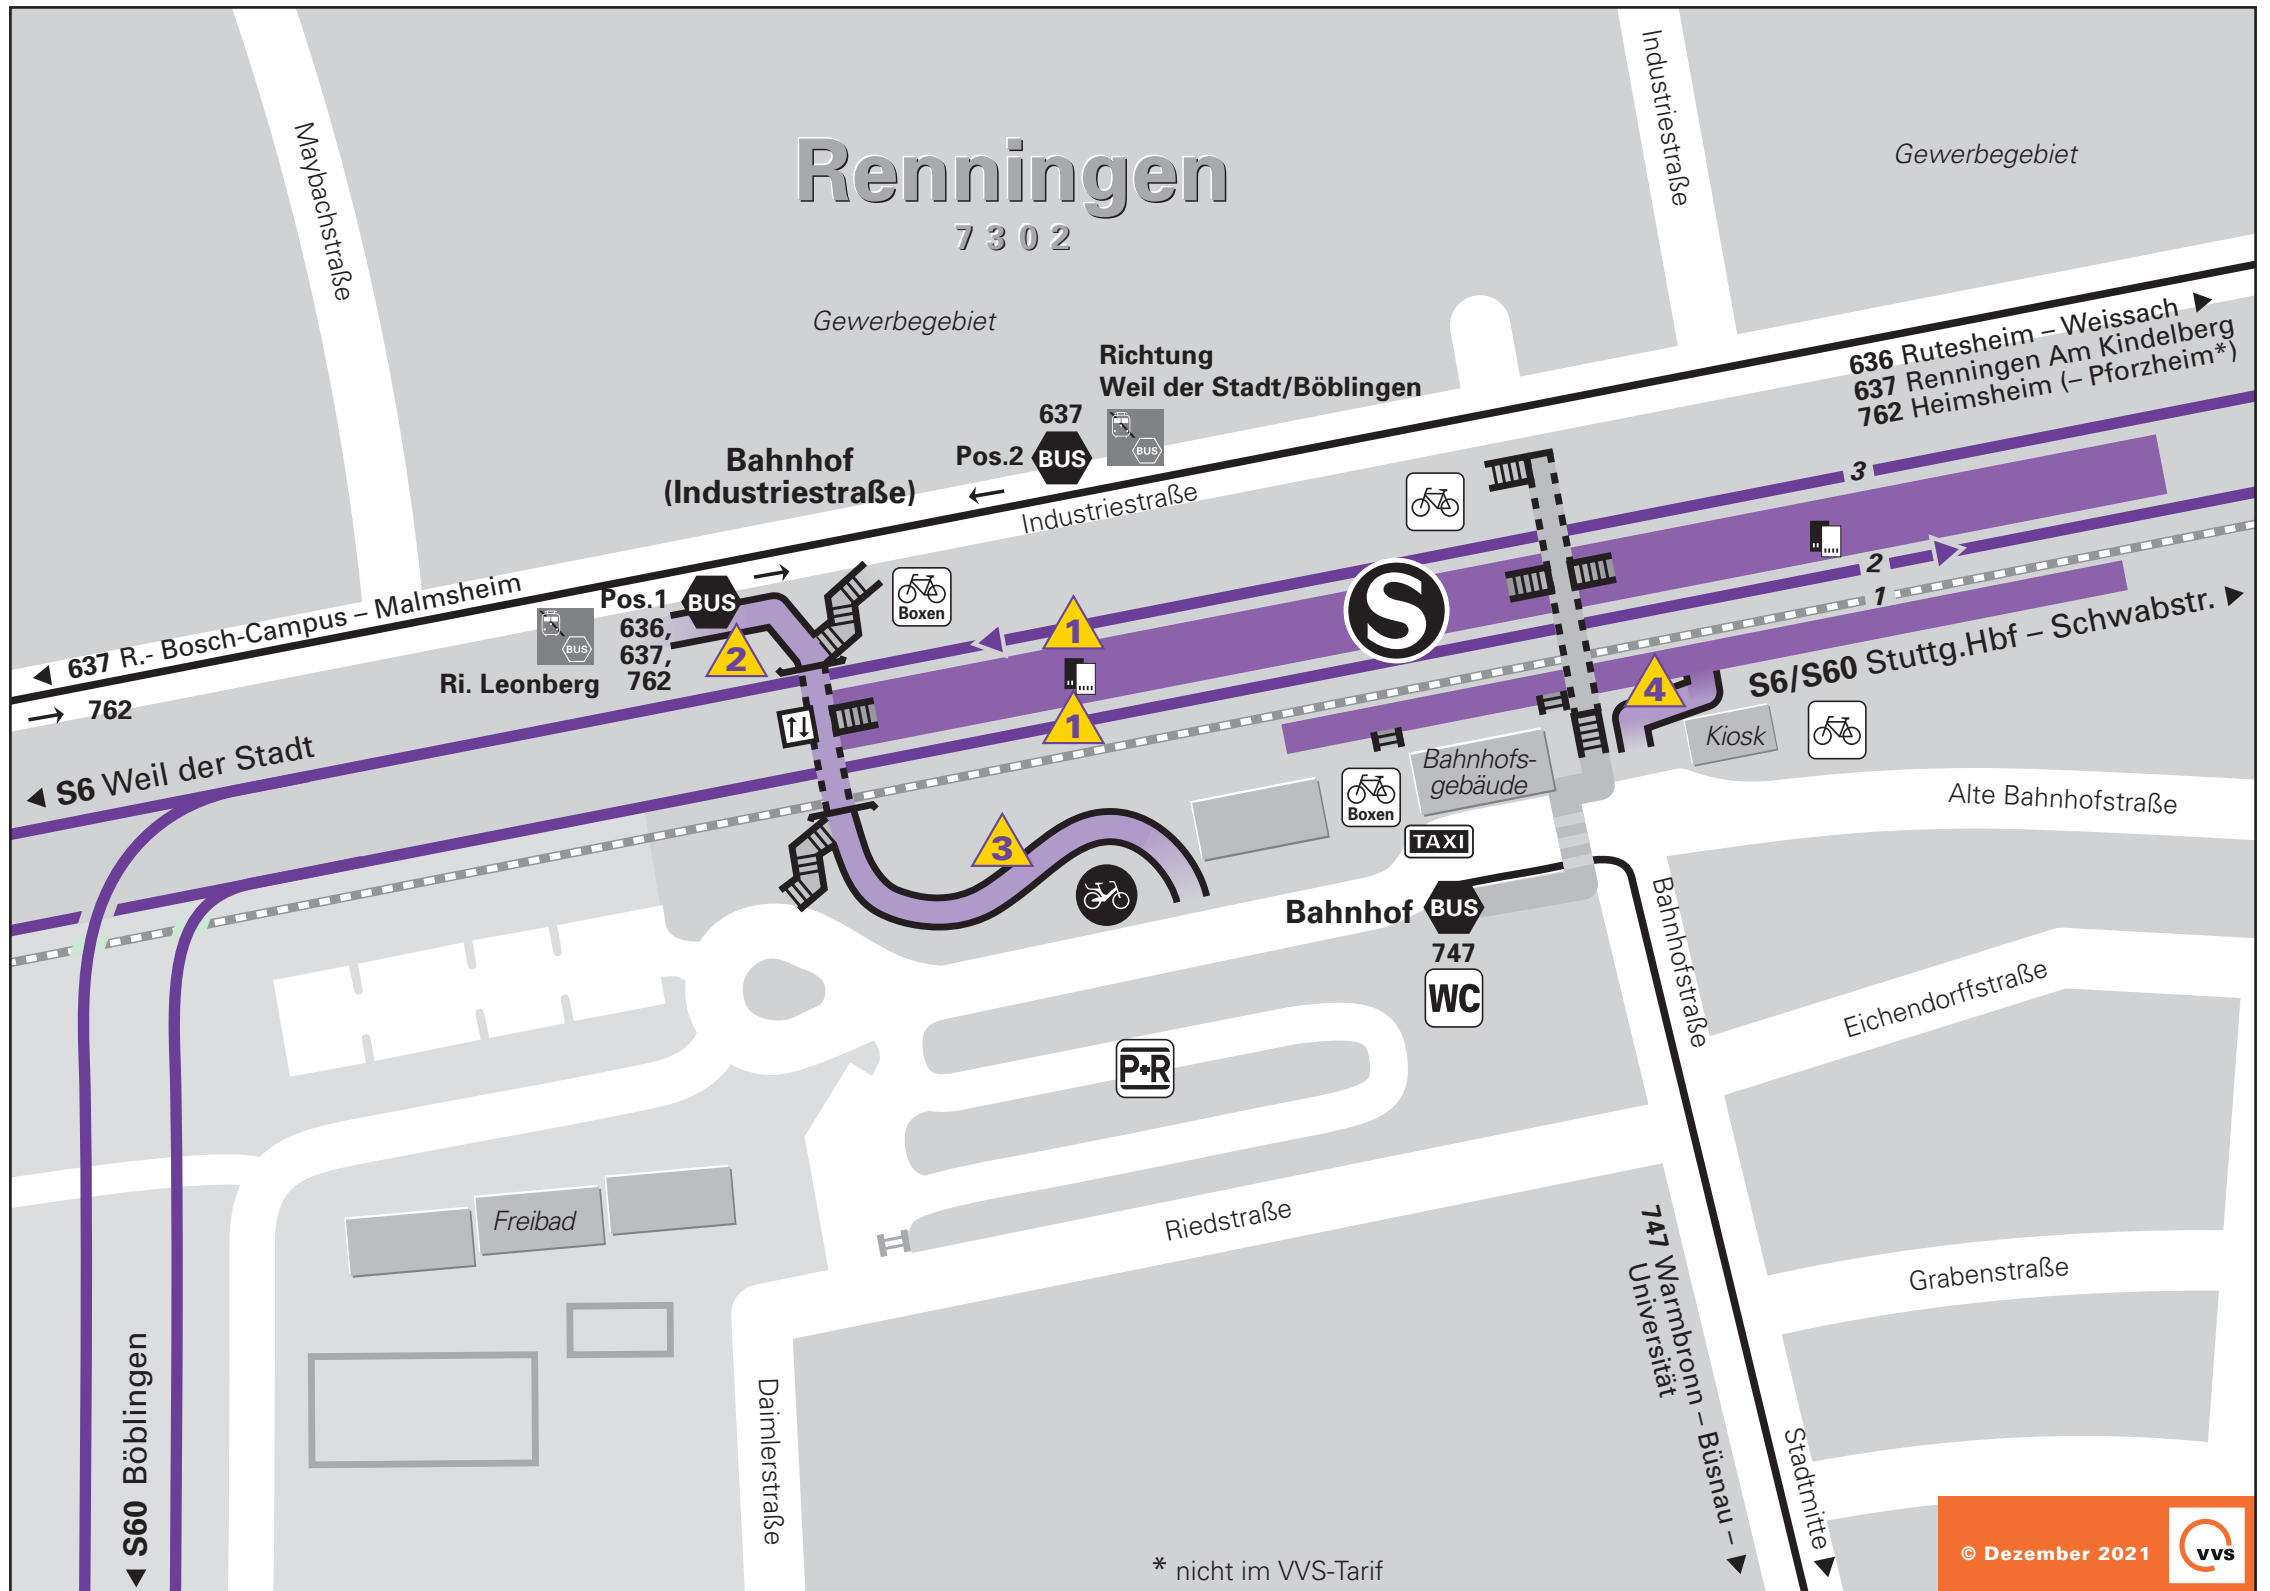 Renningen
7302
Gewerbegebiet
Gewerbegebiet
Maybachstraße
Industriestraße
Richtung
Weil der Stadt/Böblingen
637
Pos.2
BUS
BUS
Bahnhof
(Industriestraße)
Industriestraße
636 Rutesheim – Weissach
637 Renningen Am Kindelberg
762 Heimsheim (– Pforzheim*)
3
2
1
S
637 R.- Bosch-Campus – Malmsheim
762
Pos.1
BUS
636,
637,
762
BUS
Ri. Leonberg
2
Boxen
1
1
S6 Weil der Stadt
S6/S60 Stuttg.Hbf – Schwabstr.
4
Kiosk
Bahnhofs-
gebäude
Boxen
TAXI
3
Alte Bahnhofstraße
Bahnhof
BUS
747
WC
P+R
Bahnhofstraße
Eichendorffstraße
Riedstraße
Grabenstraße
Freibad
Daimlerstraße
S60 Böblingen
747 Warmbronn – Büsnau –
Universität
Stadtmitte
* nicht im VVS-Tarif
© Dezember 2021
VVS